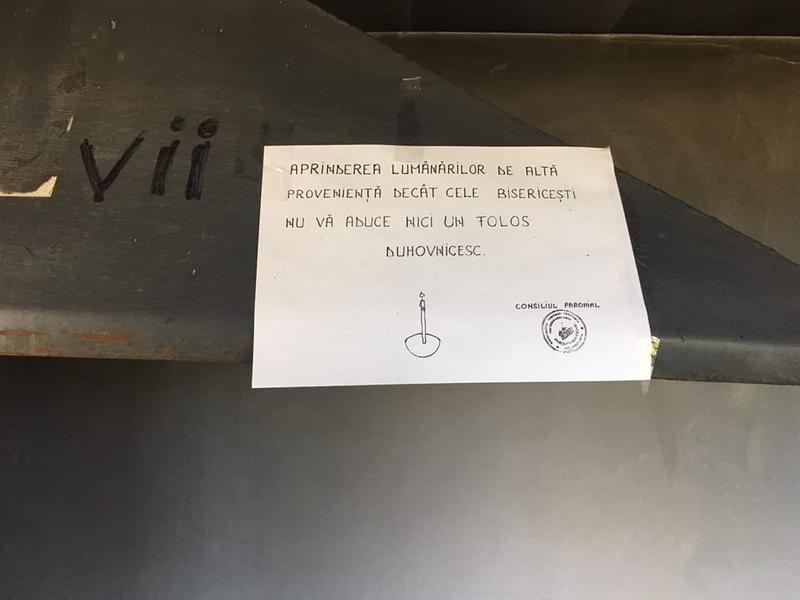 vii
APRINDEREA LUMÂNĂRILOR DE ALTĂ
PROVENIENȚĂ DECÂT CELE BISERICEȘTI
NU VĂ ADUCE NICI UN FOLOS
DUHOVNICESC.
CONSILIUL PAROHIAL